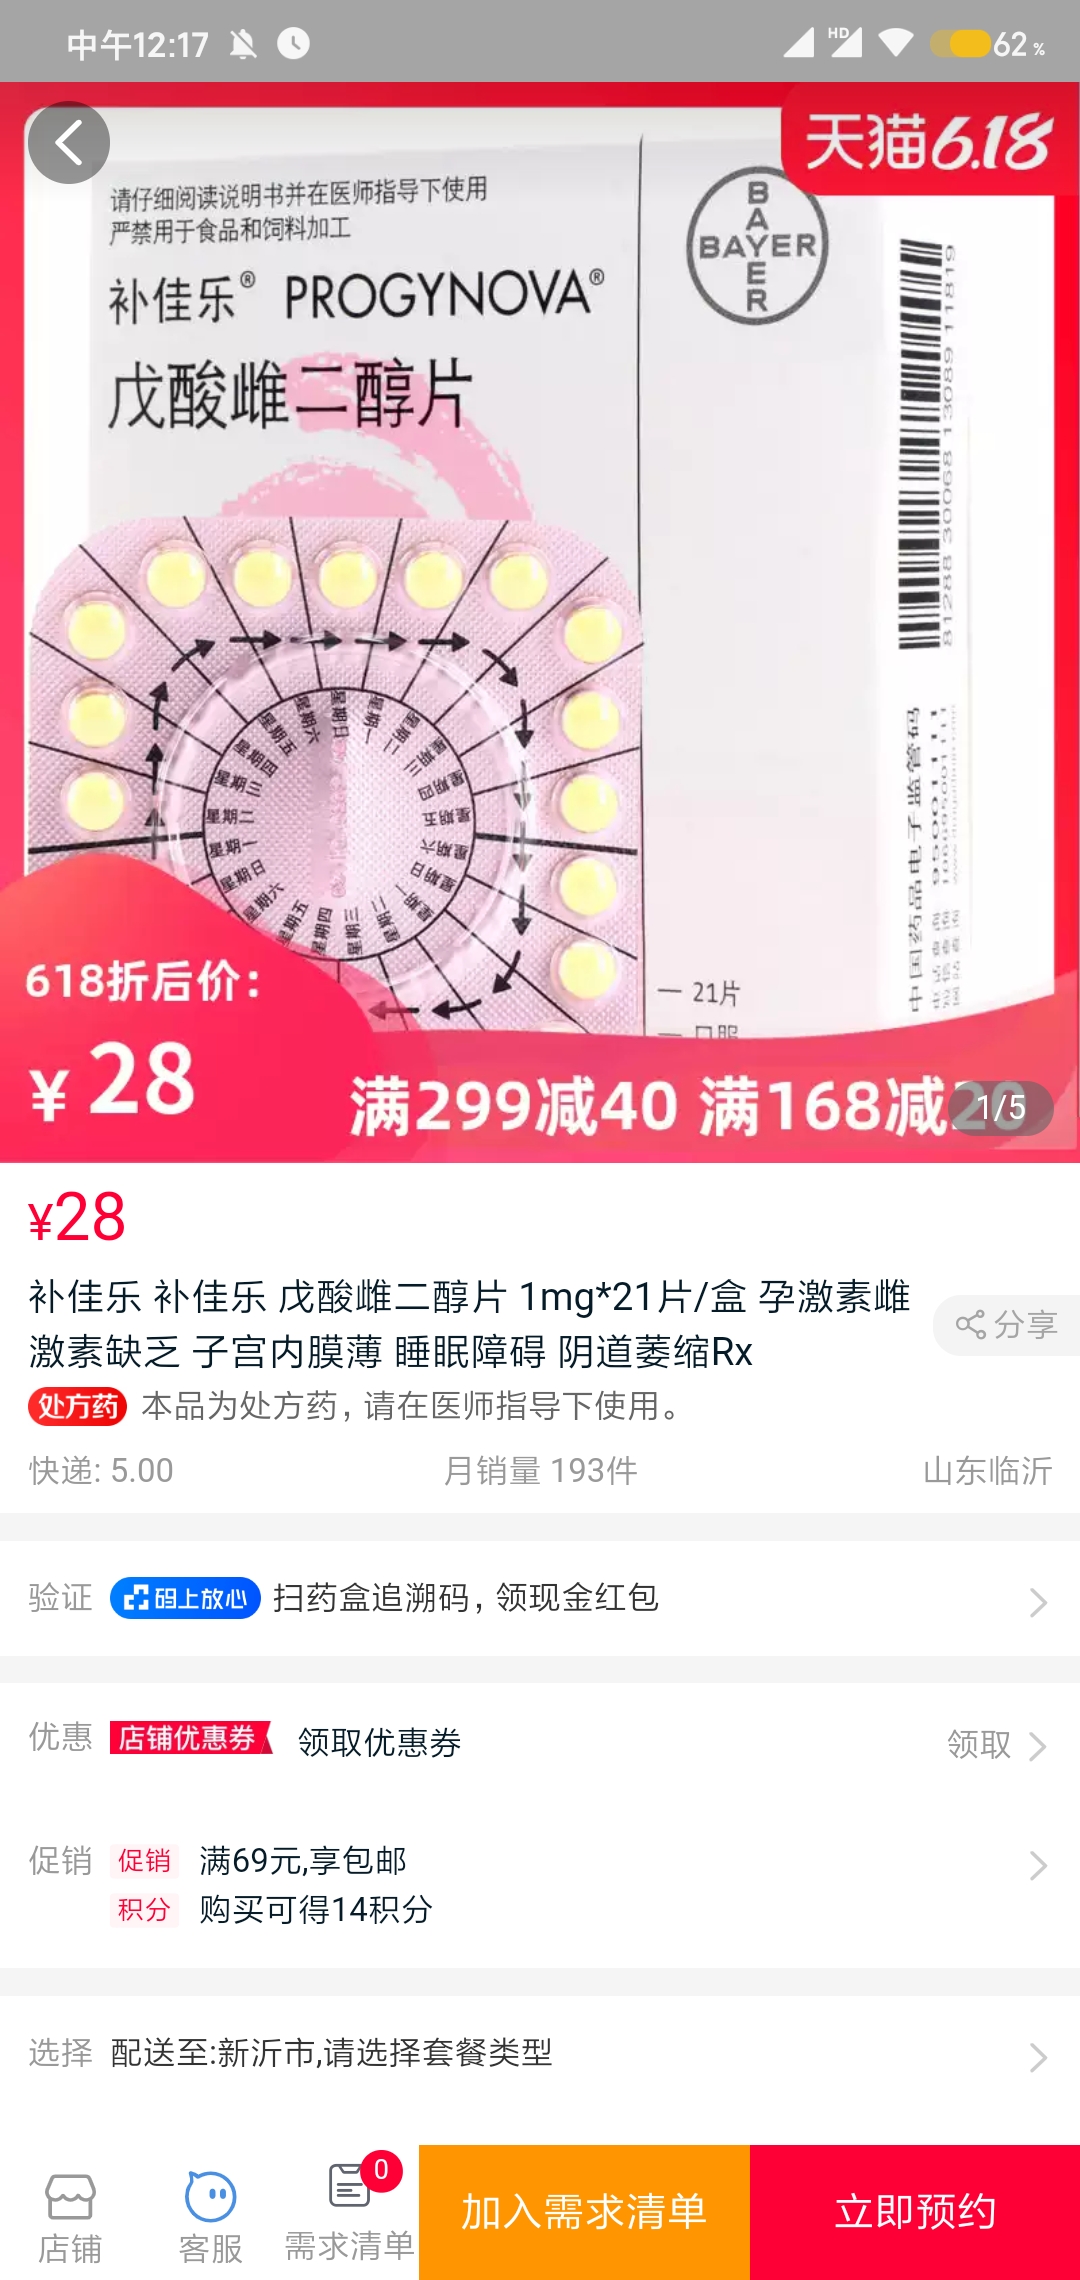 中午12:17
HD
62 %
天猫6.18
请仔细阅读说明书并在医师指导下使用
严禁用于食品和饲料加工
补佳乐® PROGYNOVA®
戊酸雌二醇片
BAYER
BAYER
81288 30068 13089 11819
中国药品电子监管码
星期日
星期一
星期二
星期三
星期四
星期五
星期六
星期日
星期一
星期二
星期三
星期四
星期五
星期六
星期日
星期一
星期二
星期三
星期四
星期五
星期六
21片
口服
618折后价:
¥28
满299减40 满168减20
1/5
¥28
补佳乐 补佳乐 戊酸雌二醇片 1mg*21片/盒 孕激素雌
激素缺乏 子宫内膜薄 睡眠障碍 阴道萎缩Rx
分享
处方药 本品为处方药，请在医师指导下使用。
快递: 5.00 月销量 193件 山东临沂
验证 码上放心 扫药盒追溯码，领现金红包
优惠 店铺优惠券 领取优惠券 领取
促销 促销 满69元,享包邮
积分 购买可得14积分
选择 配送至:新沂市,请选择套餐类型
店铺
客服
0
需求清单
加入需求清单
立即预约